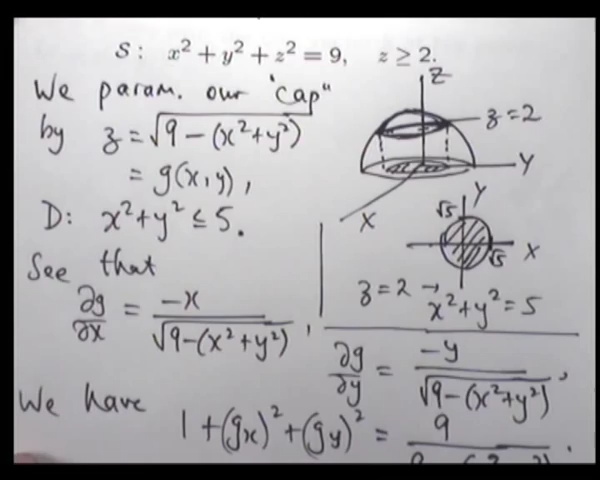 S: x² + y² + z² = 9, z ≥ 2.
We param. our "cap"
by z = √(9 − (x² + y²))
= g(x,y),
D: x² + y² ≤ 5.
See that
∂g/∂x = −x / √(9 − (x² + y²)),
Z
z = 2
Y
X
Y
√5
X
√5
z = 2 → x² + y² = 5
∂g/∂y = −y / √(9 − (x² + y²)),
We have
1 + (gx)² + (gy)² = 9 /